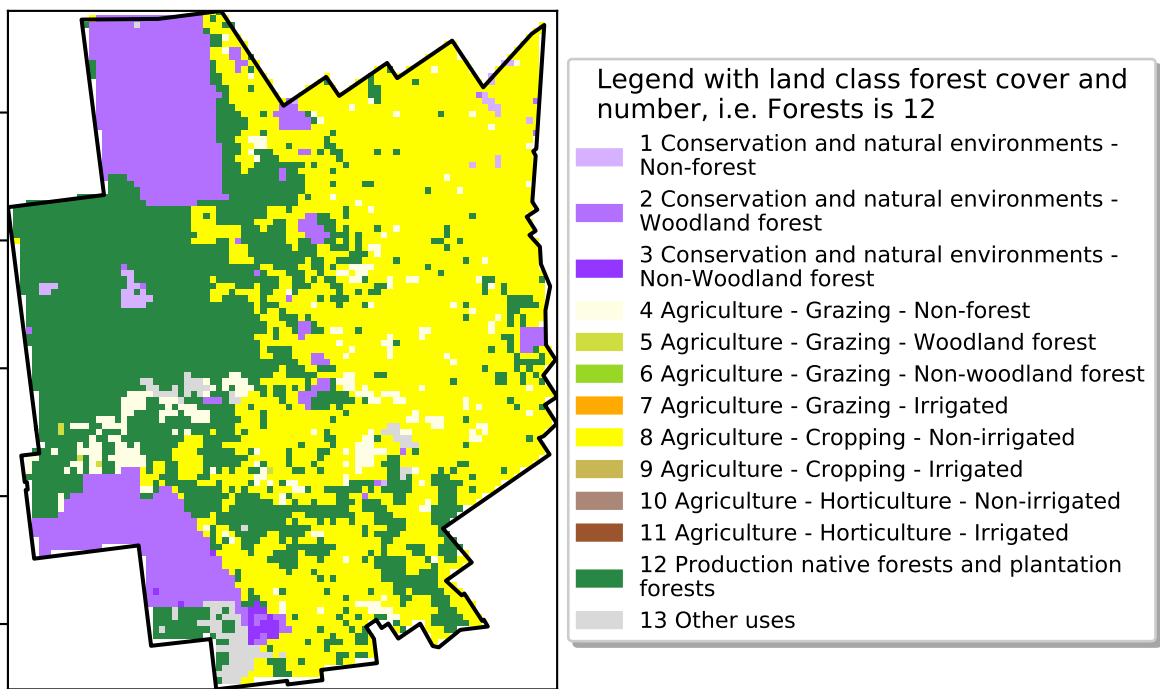 Legend with land class forest cover and
number, i.e. Forests is 12
1 Conservation and natural environments -
Non-forest
2 Conservation and natural environments -
Woodland forest
3 Conservation and natural environments -
Non-Woodland forest
4 Agriculture - Grazing - Non-forest
5 Agriculture - Grazing - Woodland forest
6 Agriculture - Grazing - Non-woodland forest
7 Agriculture - Grazing - Irrigated
8 Agriculture - Cropping - Non-irrigated
9 Agriculture - Cropping - Irrigated
10 Agriculture - Horticulture - Non-irrigated
11 Agriculture - Horticulture - Irrigated
12 Production native forests and plantation
forests
13 Other uses